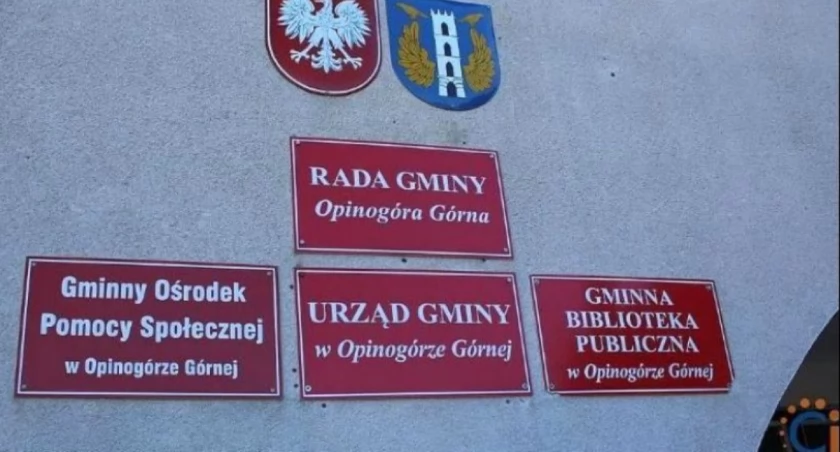 RADA GMINY
Opinogóra Górna
Gminny Ośrodek
Pomocy Społecznej
w Opinogórze Górnej
URZĄD GMINY
w Opinogórze Górnej
GMINNA
BIBLIOTEKA
PUBLICZNA
w Opinogórze Górnej